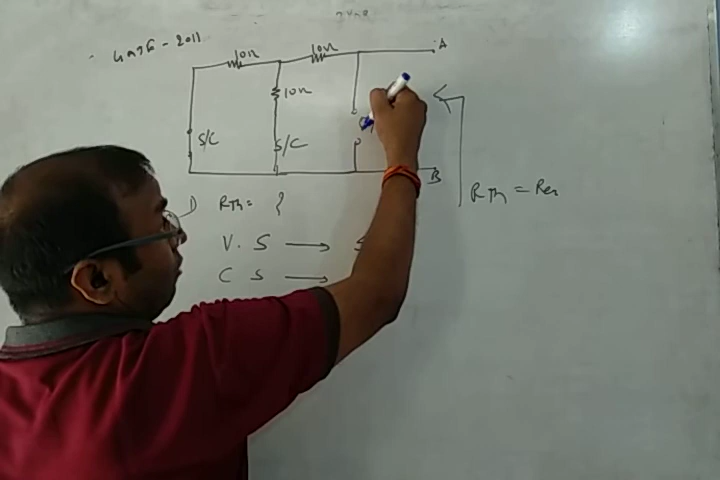 GATE - 2011
10Ω 10Ω A
10Ω
S/C S/C
B
RTh = {
RTh = Req
V. S →
C S →